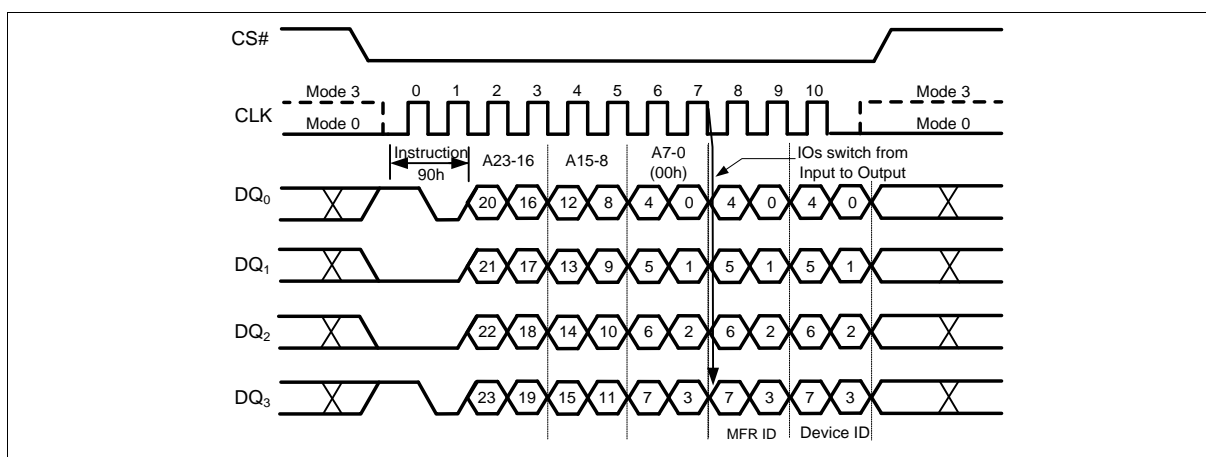 CS#
Mode 3 0 1 2 3 4 5 6 7 8 9 10 Mode 3
CLK
Mode 0 Mode 0
Instruction A23-16 A15-8 A7-0 IOs switch from
90h (00h) Input to Output
DQ0 20 16 12 8 4 0 4 0 4 0
DQ1 21 17 13 9 5 1 5 1 5 1
DQ2 22 18 14 10 6 2 6 2 6 2
DQ3 23 19 15 11 7 3 7 3 7 3
MFR ID Device ID